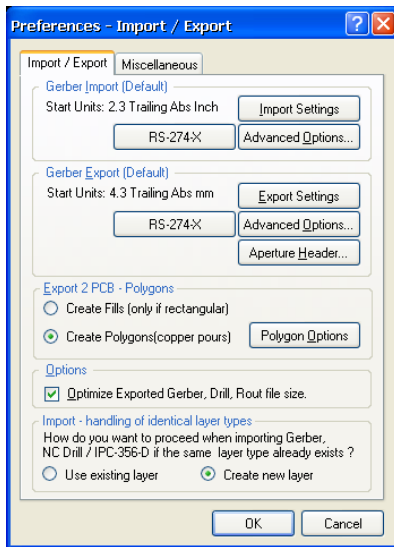 Preferences - Import / Export
Import / Export
Miscellaneous
Gerber Import (Default)
Start Units: 2.3 Trailing Abs Inch
Import Settings
RS-274-X
Advanced Options...
Gerber Export (Default)
Start Units: 4.3 Trailing Abs mm
Export Settings
RS-274-X
Advanced Options...
Aperture Header...
Export 2 PCB - Polygons
Create Fills (only if rectangular)
Create Polygons(copper pours)
Polygon Options
Options
Optimize Exported Gerber, Drill, Rout file size.
Import - handling of identical layer types
How do you want to proceed when importing Gerber,
NC Drill / IPC-356-D if the same layer type already exists ?
Use existing layer
Create new layer
OK
Cancel